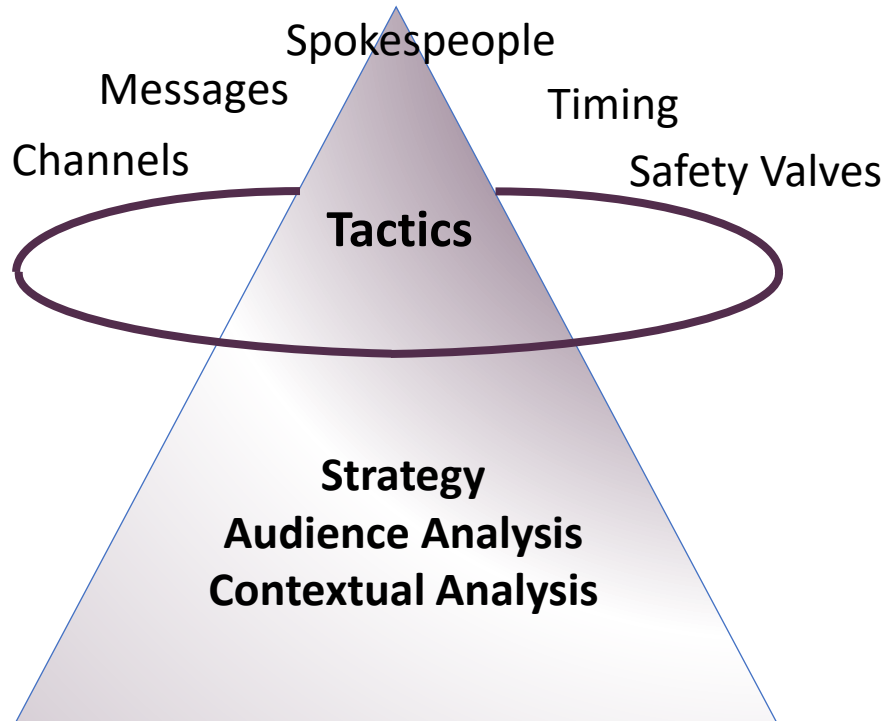 Spokespeople
Messages
Timing
Channels
Safety Valves
Tactics
Strategy
Audience Analysis
Contextual Analysis